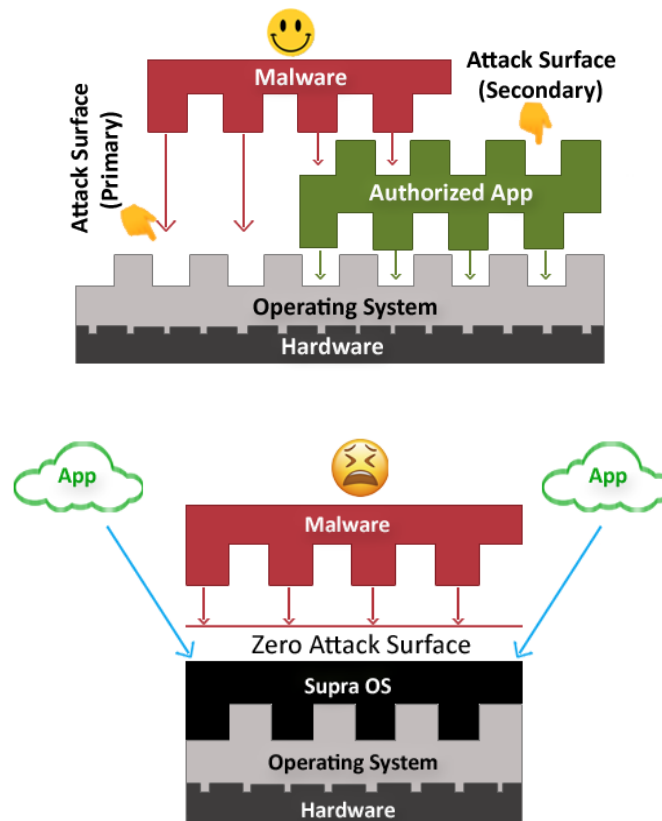 Malware
Attack Surface
(Secondary)
Attack Surface
(Primary)
Authorized App
Operating System
Hardware
App
App
Malware
Zero Attack Surface
Supra OS
Operating System
Hardware